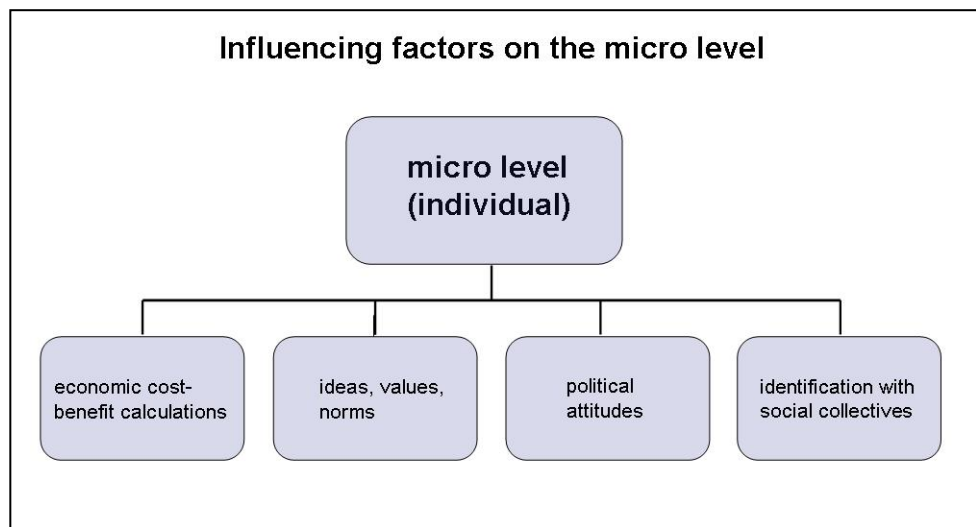 Influencing factors on the micro level
micro level
(individual)
economic cost-
benefit calculations
ideas, values,
norms
political
attitudes
identification with
social collectives